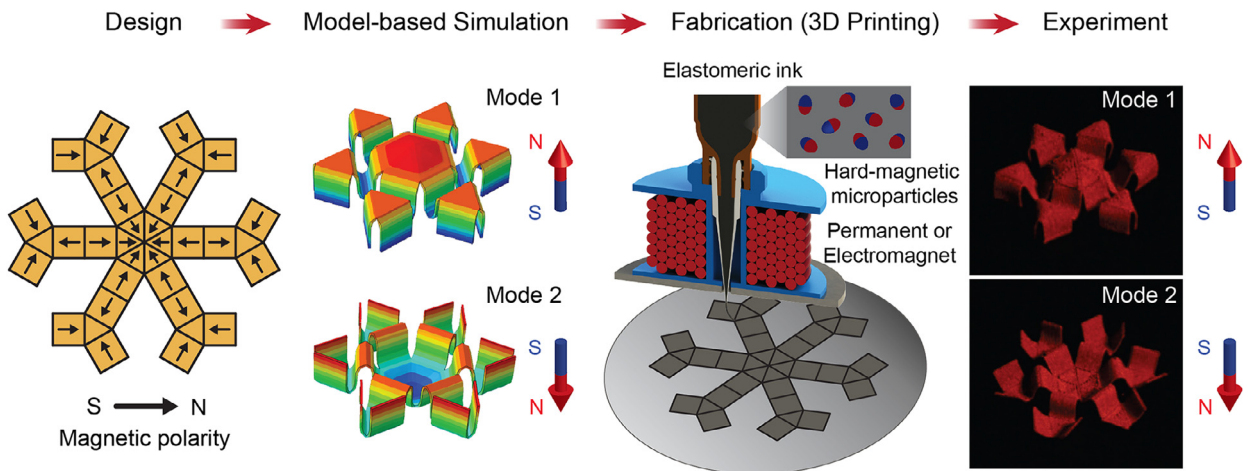 Design
Model-based Simulation
Fabrication (3D Printing)
Experiment
S N
Magnetic polarity
Mode 1
N
S
Mode 2
S
N
Elastomeric ink
Hard-magnetic
microparticles
Permanent or
Electromagnet
Mode 1
N
S
Mode 2
S
N